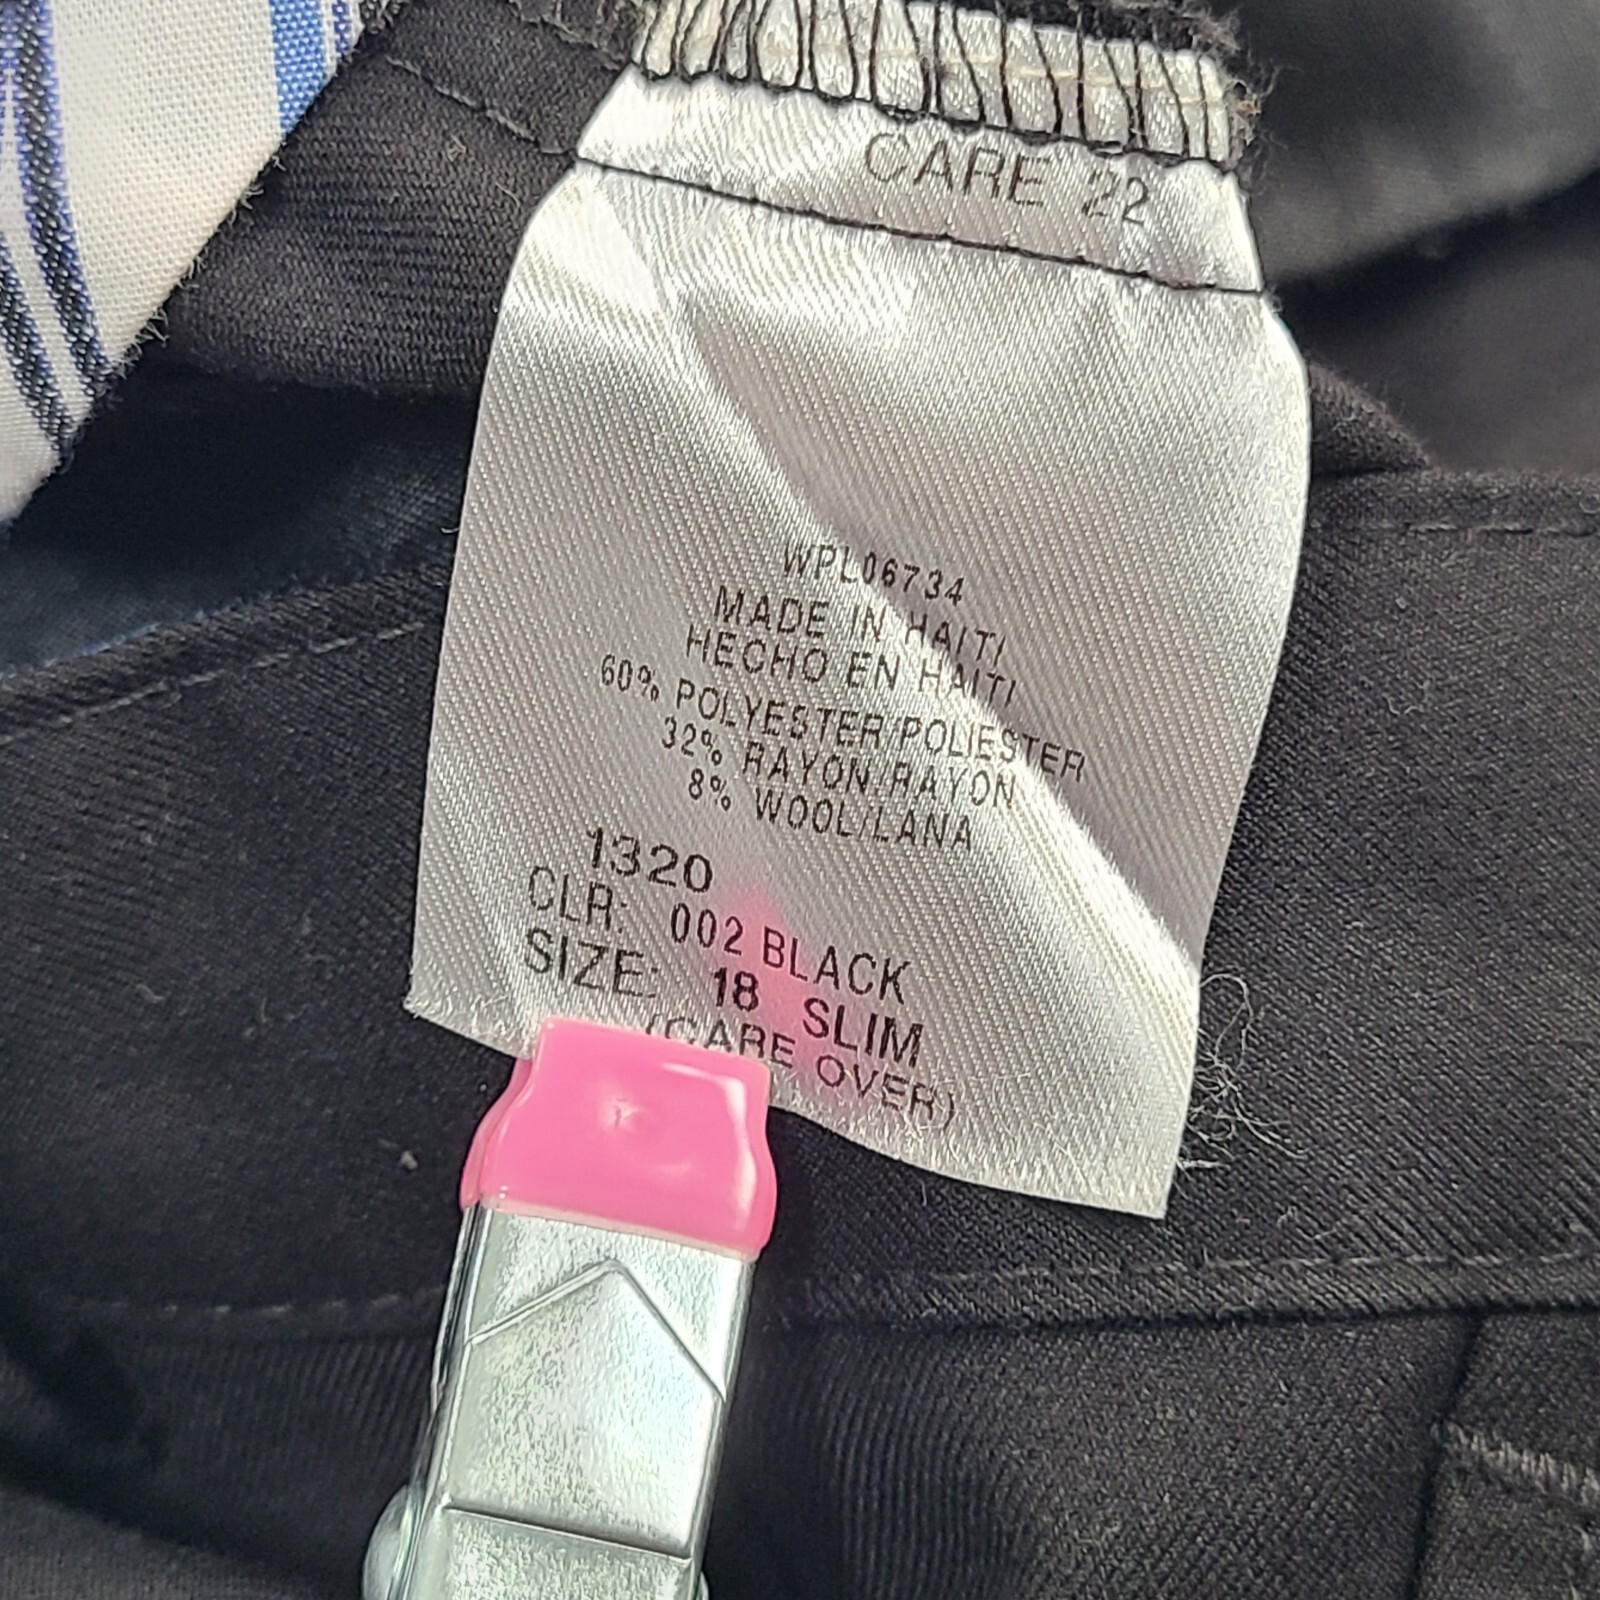 CARE 22
WPL06734
MADE IN HAITI
HECHO EN HAITI
60% POLYESTER/POLIESTER
32% RAYON/RAYON
8% WOOL/LANA
1320
CLR: 002 BLACK
SIZE: 18 SLIM
(CARE OVER)